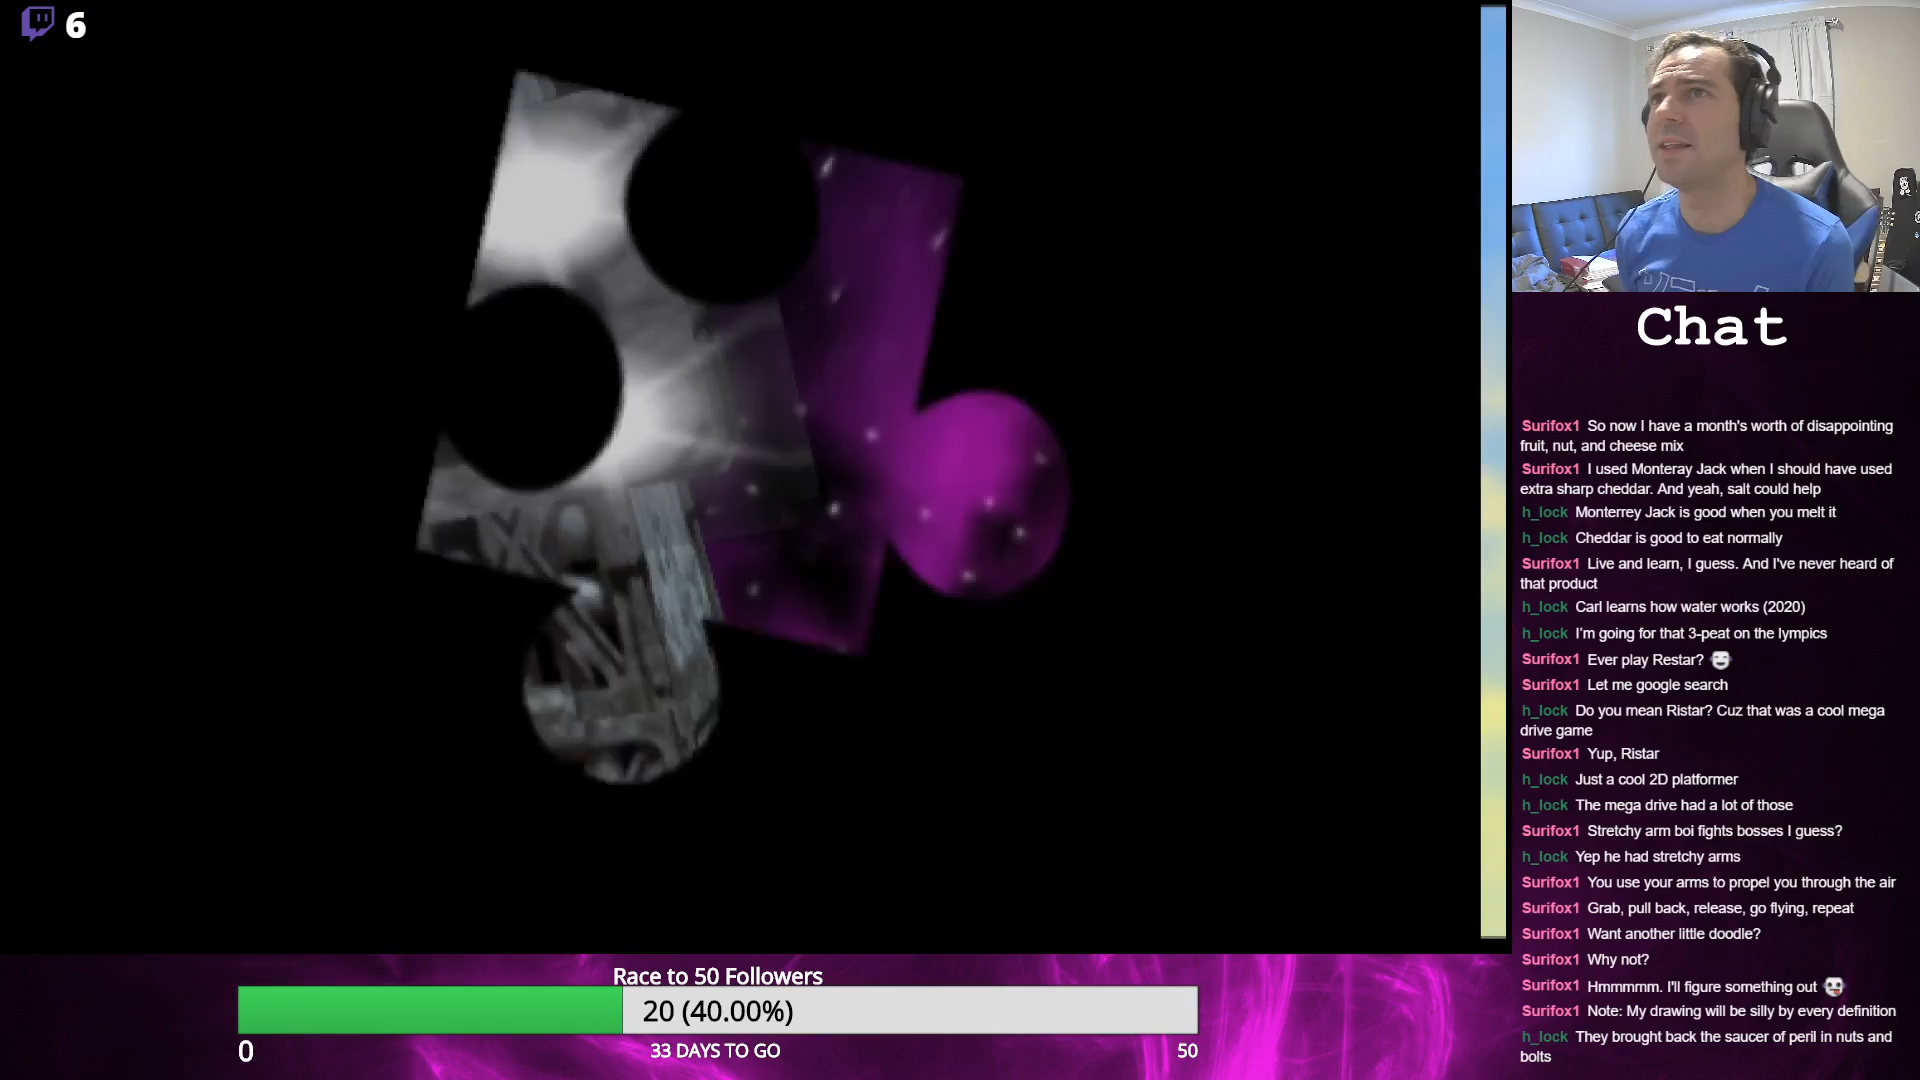 6
Chat
Surifox1 So now I have a month's worth of disappointing
fruit, nut, and cheese mix
Surifox1 I used Monteray Jack when I should have used
extra sharp cheddar. And yeah, salt could help
h_lock Monterrey Jack is good when you melt it
h_lock Cheddar is good to eat normally
Surifox1 Live and learn, I guess. And I've never heard of
that product
h_lock Carl learns how water works (2020)
h_lock I'm going for that 3-peat on the lympics
Surifox1 Ever play Restar?
Surifox1 Let me google search
h_lock Do you mean Ristar? Cuz that was a cool mega
drive game
Surifox1 Yup, Ristar
h_lock Just a cool 2D platformer
h_lock The mega drive had a lot of those
Surifox1 Stretchy arm boi fights bosses I guess?
h_lock Yep he had stretchy arms
Surifox1 You use your arms to propel you through the air
Surifox1 Grab, pull back, release, go flying, repeat
Surifox1 Want another little doodle?
Surifox1 Why not?
Surifox1 Hmmmmm. I'll figure something out
Surifox1 Note: My drawing will be silly by every definition
h_lock They brought back the saucer of peril in nuts and
bolts
Race to 50 Followers
20 (40.00%)
0
33 DAYS TO GO
50